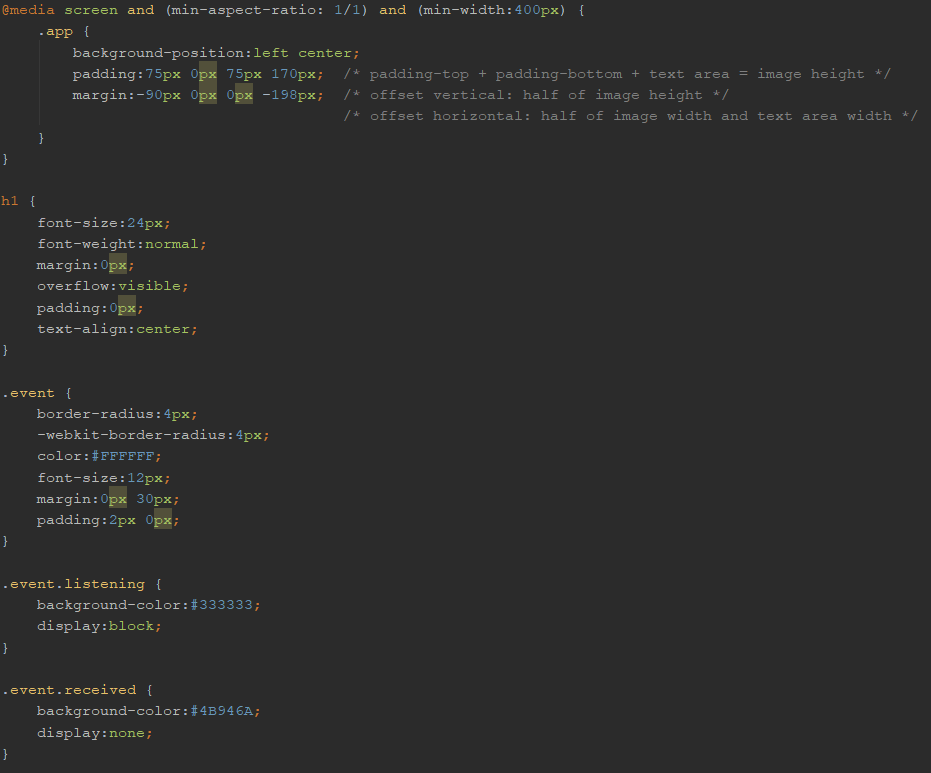 @media screen and (min-aspect-ratio: 1/1) and (min-width:400px) {
    .app {
        background-position:left center;
        padding:75px 0px 75px 170px;  /* padding-top + padding-bottom + text area = image height */
        margin:-90px 0px 0px -198px;  /* offset vertical: half of image height */
                                      /* offset horizontal: half of image width and text area width */
    }
}

h1 {
    font-size:24px;
    font-weight:normal;
    margin:0px;
    overflow:visible;
    padding:0px;
    text-align:center;
}

.event {
    border-radius:4px;
    -webkit-border-radius:4px;
    color:#FFFFFF;
    font-size:12px;
    margin:0px 30px;
    padding:2px 0px;
}

.event.listening {
    background-color:#333333;
    display:block;
}

.event.received {
    background-color:#4B946A;
    display:none;
}